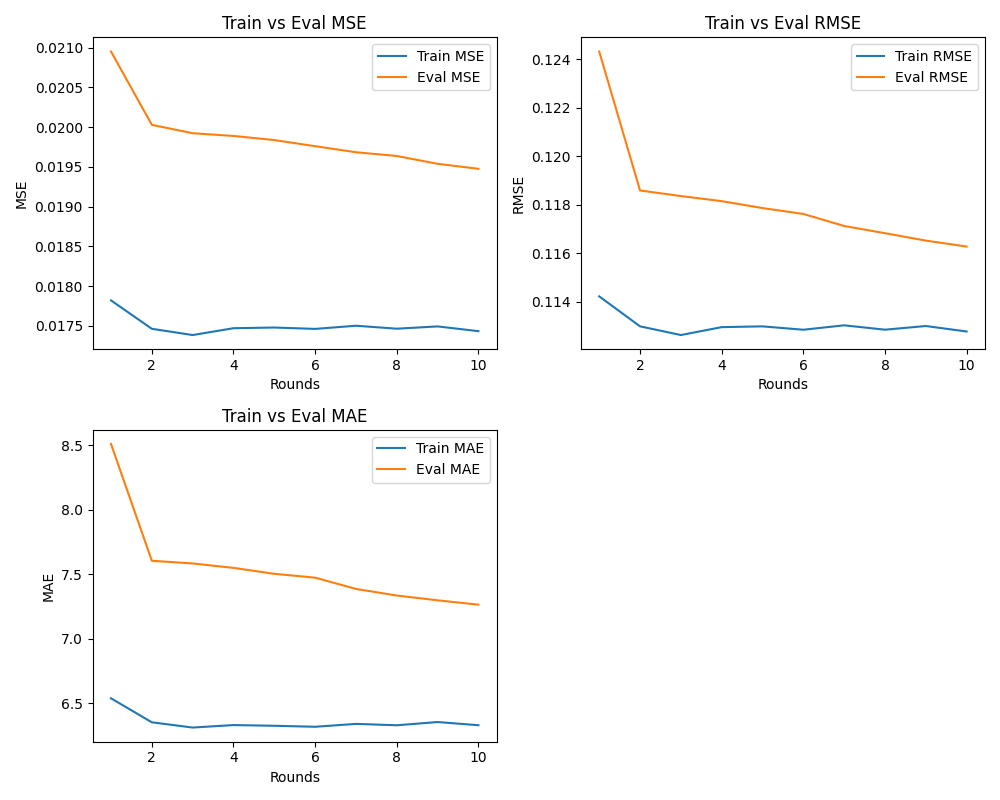 Train vs Eval MSE
MSE
0.0210
0.0205
0.0200
0.0195
0.0190
0.0185
0.0180
0.0175
Train MSE
Eval MSE
2 4 6 8 10
Rounds
Train vs Eval RMSE
RMSE
0.124
0.122
0.120
0.118
0.116
0.114
Train RMSE
Eval RMSE
2 4 6 8 10
Rounds
Train vs Eval MAE
MAE
8.5
8.0
7.5
7.0
6.5
Train MAE
Eval MAE
2 4 6 8 10
Rounds